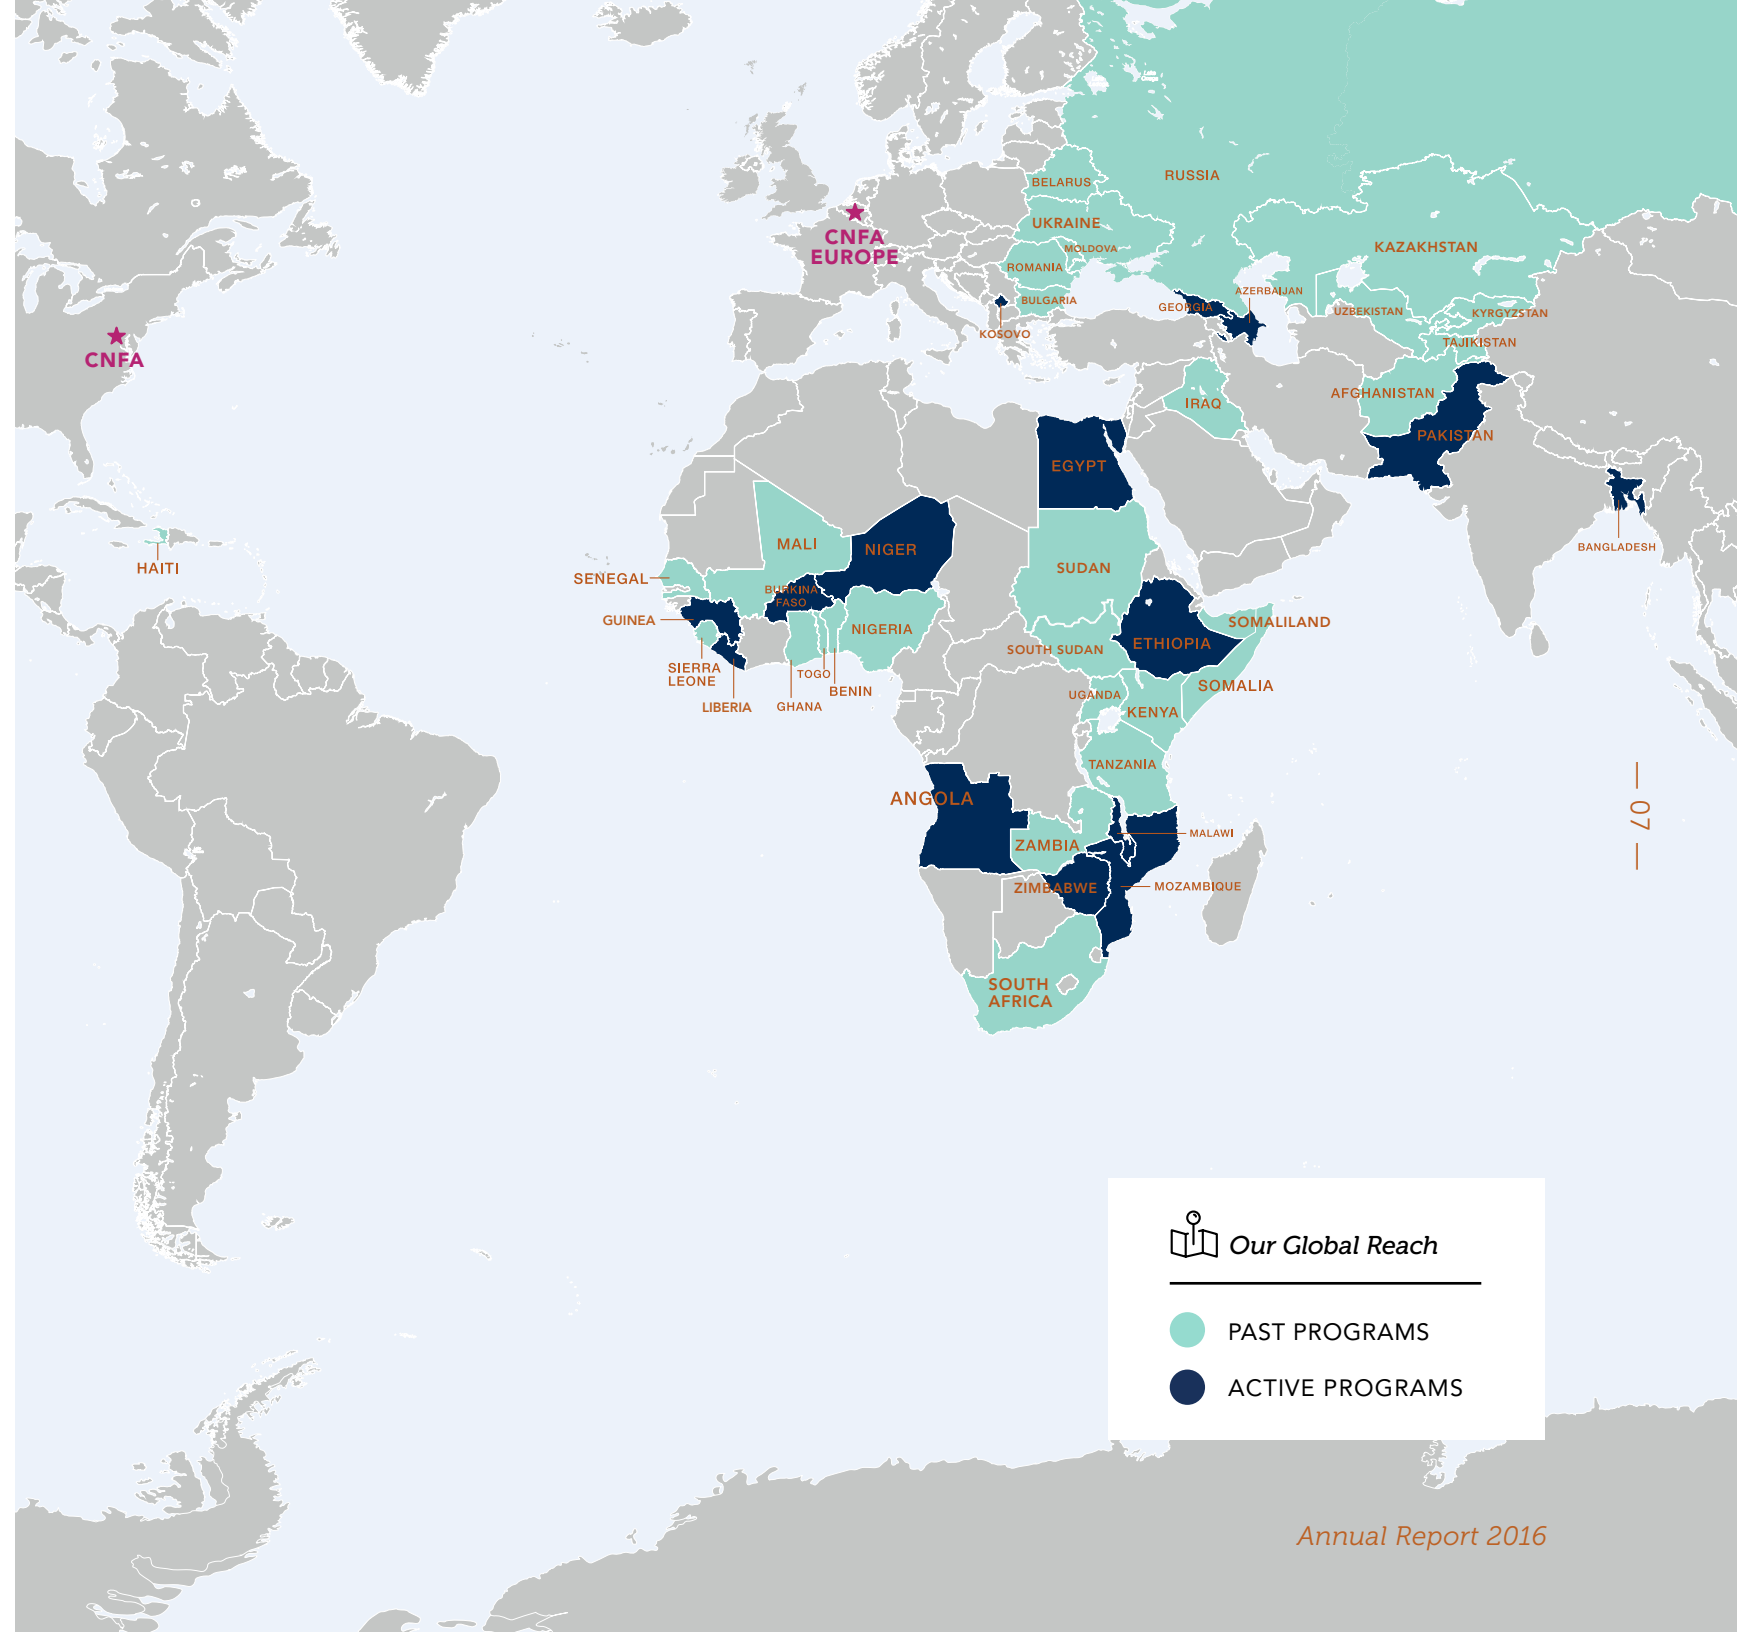 BELARUS
RUSSIA
UKRAINE
MOLDOVA
KAZAKHSTAN
ROMANIA
BULGARIA
CNFA
EUROPE
AZERBAIJAN
GEORGIA
UZBEKISTAN
KYRGYZSTAN
KOSOVO
TAJIKISTAN
CNFA
AFGHANISTAN
IRAQ
PAKISTAN
EGYPT
BANGLADESH
MALI
NIGER
HAITI
SENEGAL
SUDAN
BURKINA
FASO
GUINEA
NIGERIA
SOMALILAND
ETHIOPIA
SOUTH SUDAN
SIERRA
LEONE
TOGO
BENIN
SOMALIA
UGANDA
LIBERIA
GHANA
KENYA
TANZANIA
ANGOLA
MALAWI
ZAMBIA
ZIMBABWE
MOZAMBIQUE
SOUTH
AFRICA
— 07 —
Our Global Reach
PAST PROGRAMS
ACTIVE PROGRAMS
Annual Report 2016